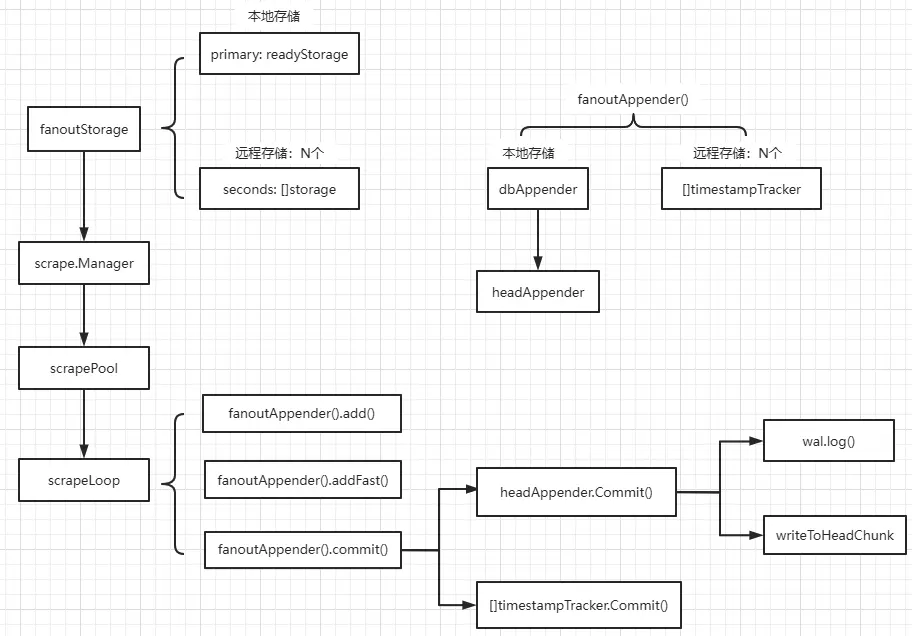 本地存储
primary: readyStorage
fanoutStorage
远程存储：N个
seconds: []storage
fanoutAppender()
本地存储
远程存储：N个
dbAppender
[]timestampTracker
headAppender
scrape.Manager
scrapePool
scrapeLoop
fanoutAppender().add()
fanoutAppender().addFast()
fanoutAppender().commit()
headAppender.Commit()
[]timestampTracker.Commit()
wal.log()
writeToHeadChunk